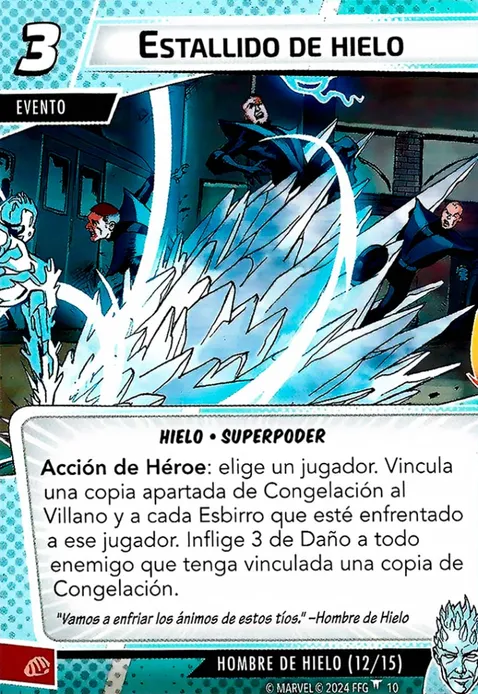 3
ESTALLIDO DE HIELO
EVENTO
HIELO • SUPERPODER
Acción de Héroe: elige un jugador. Vincula
una copia apartada de Congelación al
Villano y a cada Esbirro que esté enfrentado
a ese jugador. Inflige 3 de Daño a todo
enemigo que tenga vinculada una copia de
Congelación.
"Vamos a enfriar los ánimos de estos tíos." –Hombre de Hielo
HOMBRE DE HIELO (12/15)
© MARVEL © 2024 FFG 10